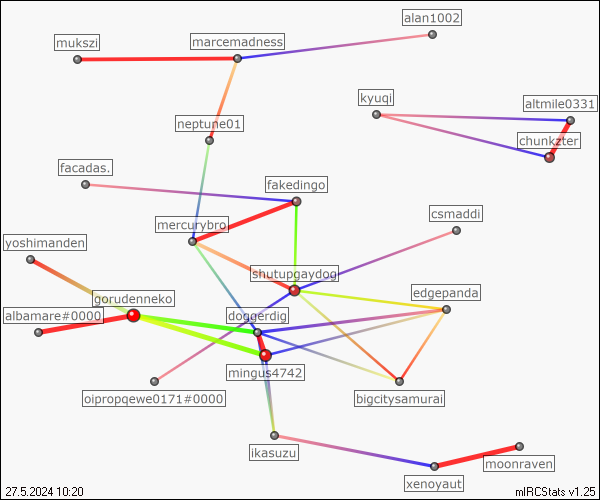 alan1002
mukszi
marcemadness
kyuqi
altmile0331
neptune01
chunkzter
facadas.
fakedingo
csmaddi
mercurybro
yoshimanden
shutupgaydog
edgepanda
gorudenneko
albamare#0000
doggerdig
mingus4742
oipropqewe0171#0000
bigcitysamurai
ikasuzu
moonraven
xenoyaut
27.5.2024 10:20
mIRCStats v1.25